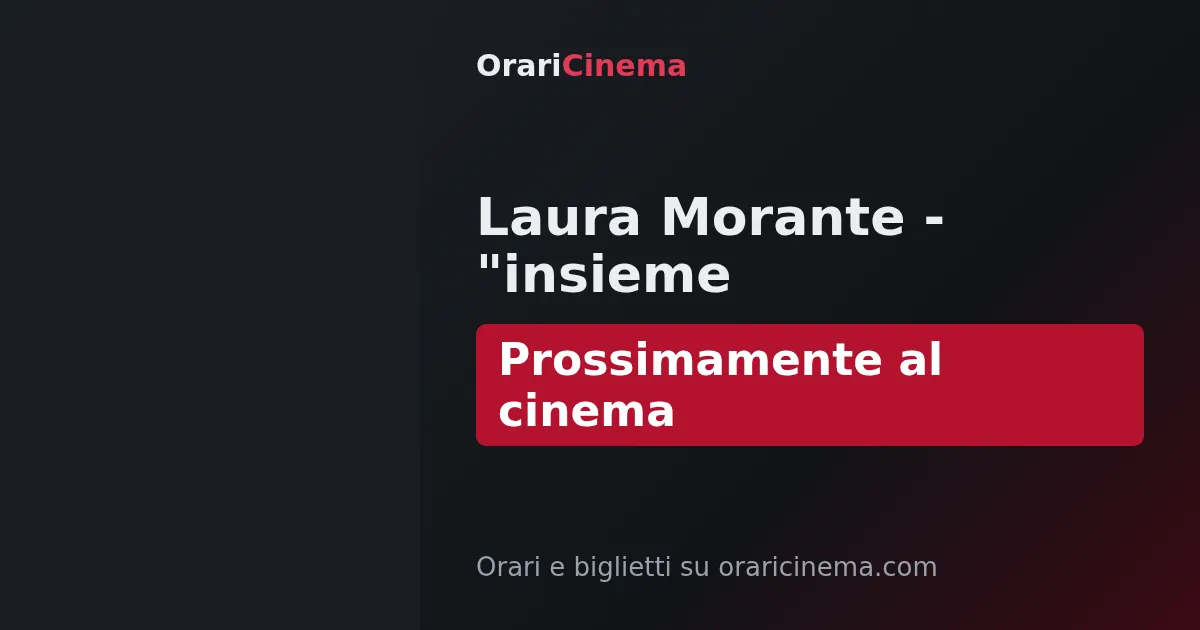 OrariCinema
Laura Morante -
"insieme
Prossimamente al
cinema
Orari e biglietti su oraricinema.com